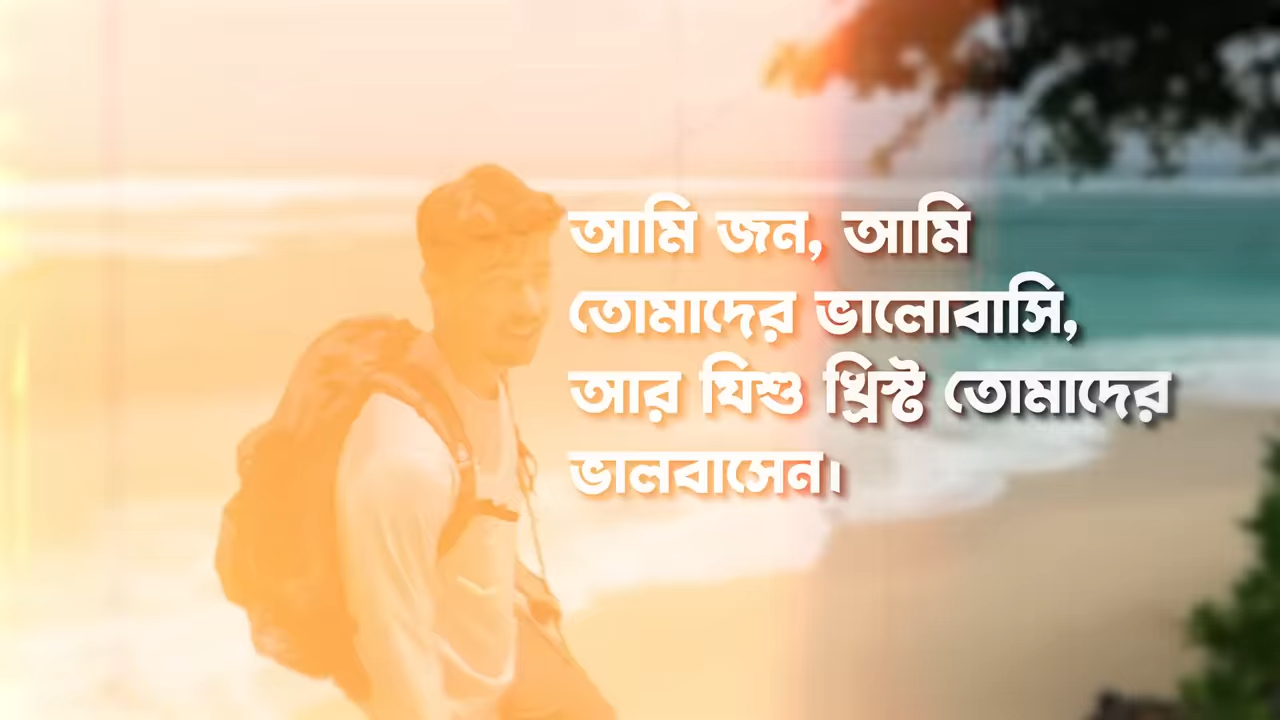 আমি জন, আমি
তোমাদের ভালোবাসি,
আর যিশু খ্রিস্ট তোমাদের
ভালবাসেন।